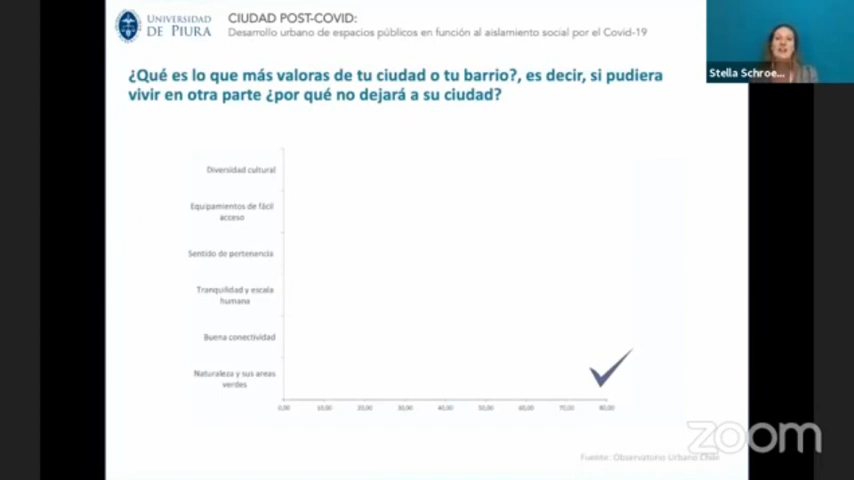 UNIVERSIDAD
DE PIURA
CIUDAD POST-COVID:
Desarrollo urbano de espacios públicos en función al aislamiento social por el Covid-19
Stella Schroe...
¿Qué es lo que más valoras de tu ciudad o tu barrio?, es decir, si pudiera
vivir en otra parte ¿por qué no dejará a su ciudad?
Diversidad cultural
Equipamientos de fácil
acceso
Sentido de pertenencia
Tranquilidad y escala
humana
Buena conectividad
Naturaleza y sus areas
verdes
0,00 10,00 20,00 30,00 40,00 50,00 60,00 70,00 80,00
zoom
Fuente: Observatorio Urbano Chile